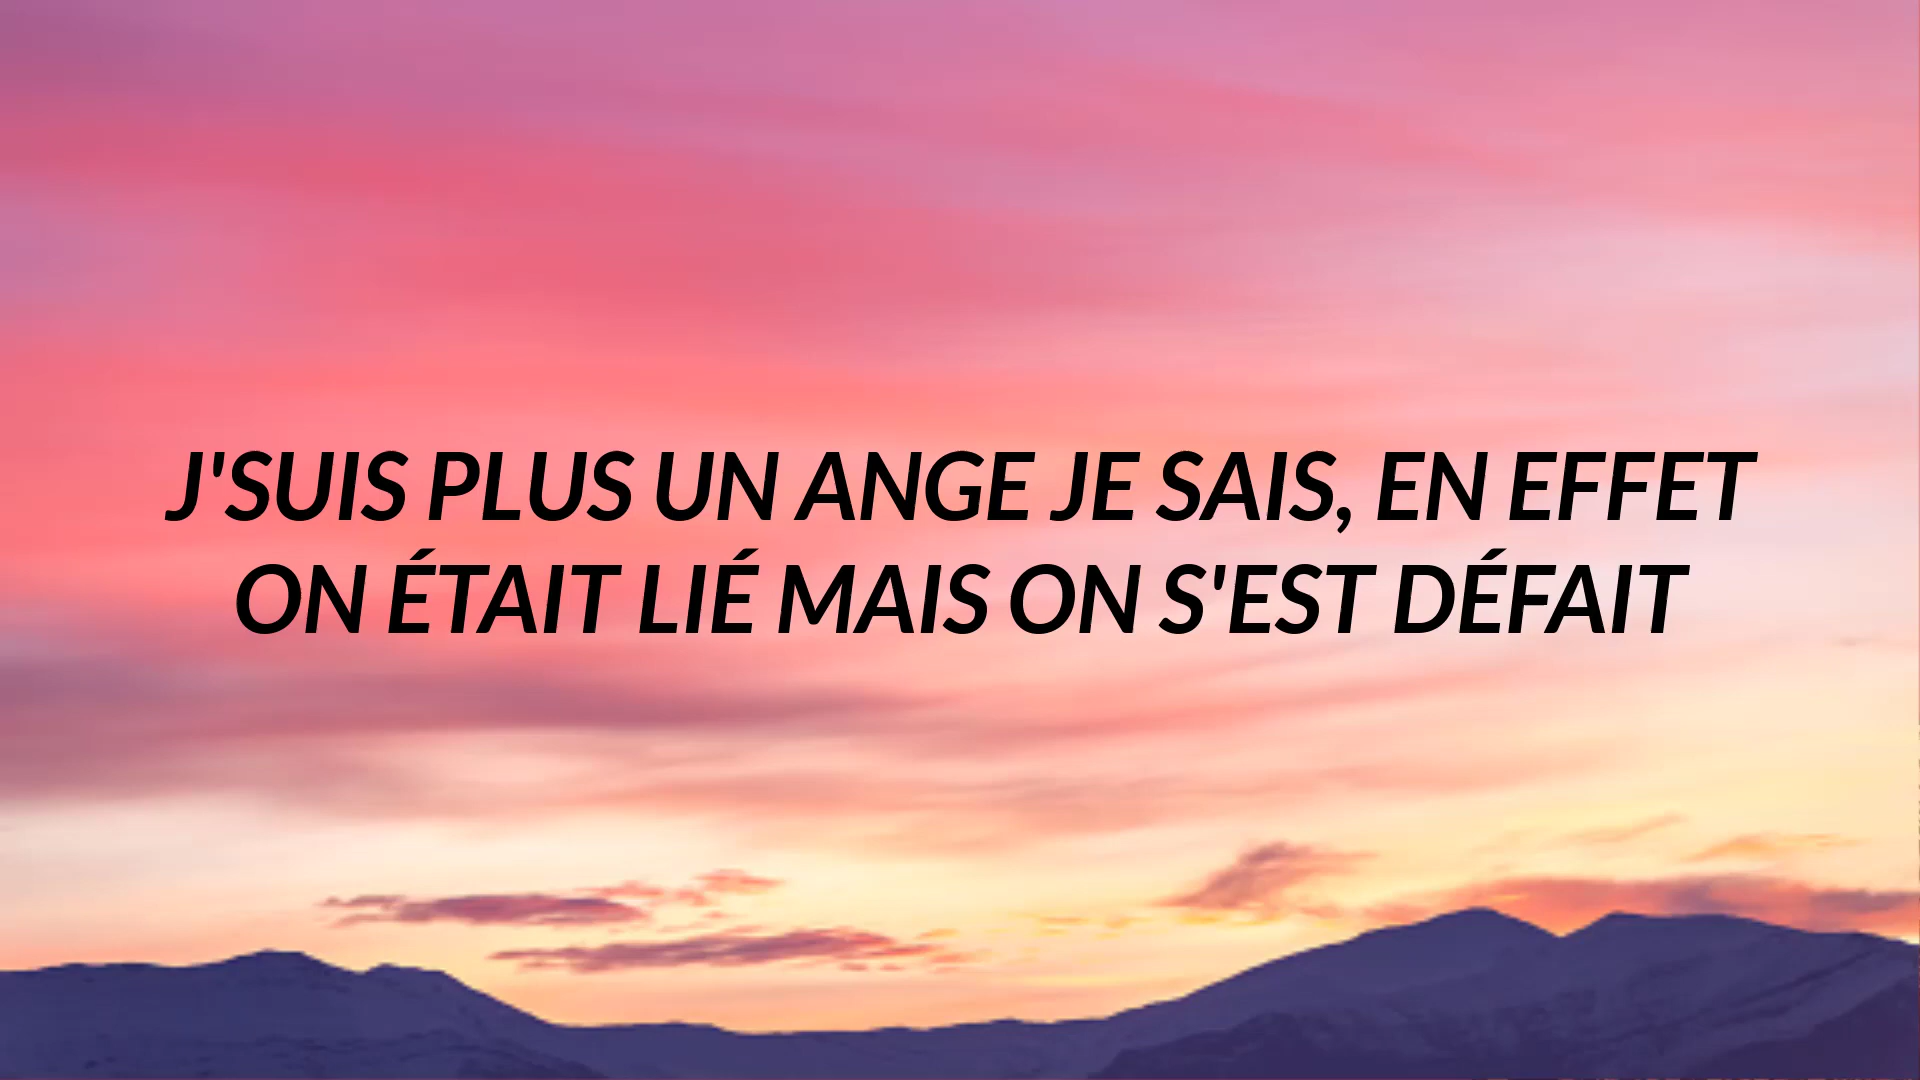 J'SUIS PLUS UN ANGE JE SAIS, EN EFFET
ON ÉTAIT LIÉ MAIS ON S'EST DÉFAIT